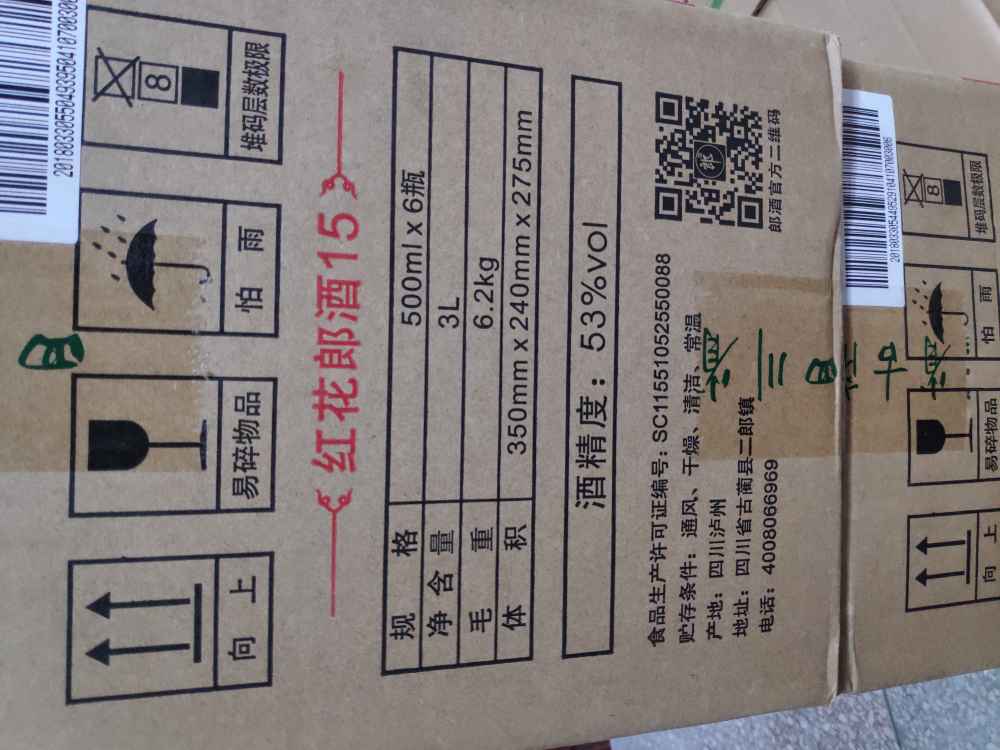 20180330550493950410700300
8
堆码层数极限
怕 雨
易碎物品
向 上
红花郎酒15
规 格 500ml x 6瓶
净含量 3L
毛 重 6.2kg
体 积 350mm x 240mm x 275mm
酒精度：53%vol
食品生产许可证编号：SC11551052550088
贮存条件：通风、干燥、清洁、常温
产地：四川泸州
地址：四川省古蔺县二郎镇
电话：4008066969
郎酒官方二维码
201803305449529104107003006
8
堆码层数极限
怕 雨
易碎物品
向 上